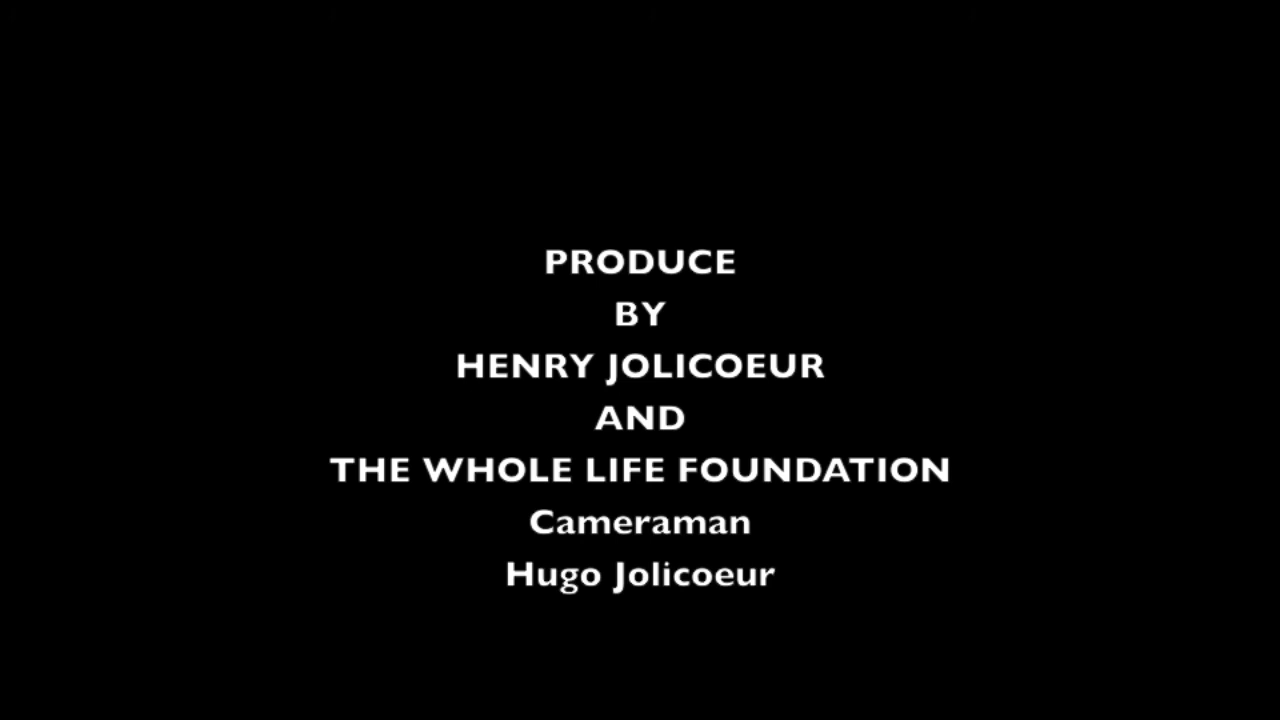 PRODUCE
BY
HENRY JOLICOEUR
AND
THE WHOLE LIFE FOUNDATION
Cameraman
Hugo Jolicoeur